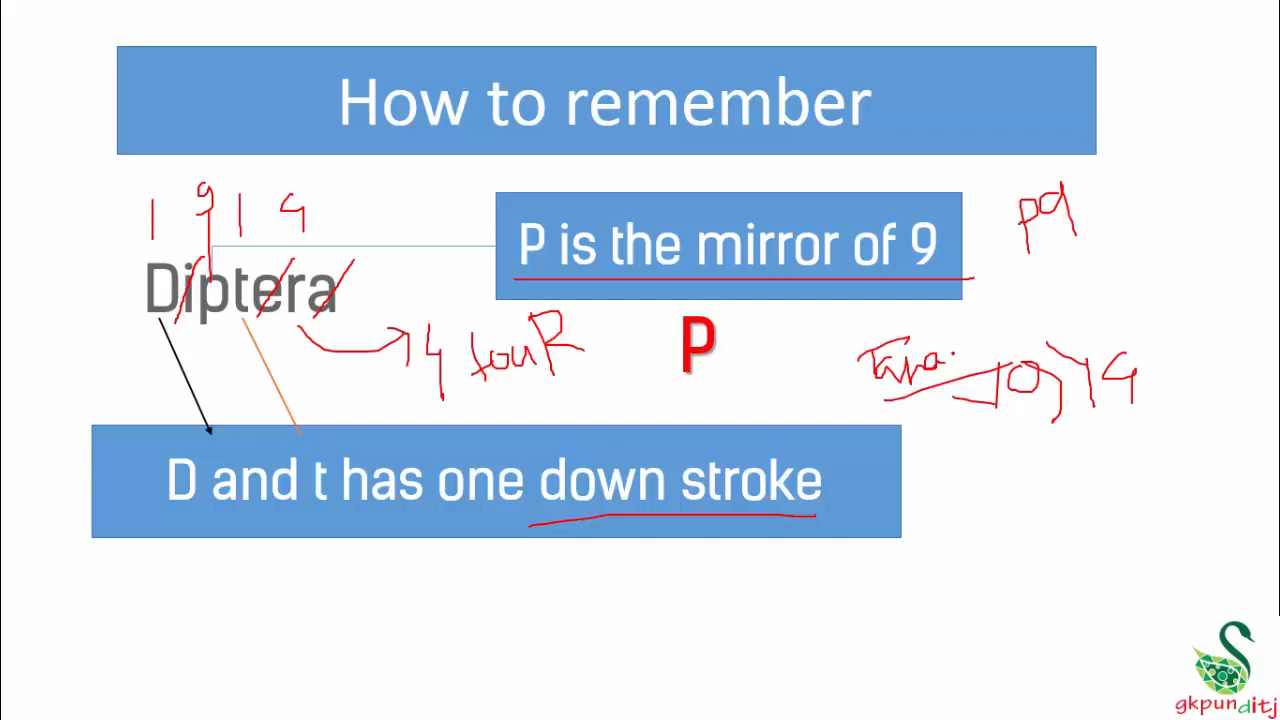 How to remember
1 9 1 4
P is the mirror of 9
p9
Diptera
4 fouR
P
D and t has one down stroke
gkpunditj